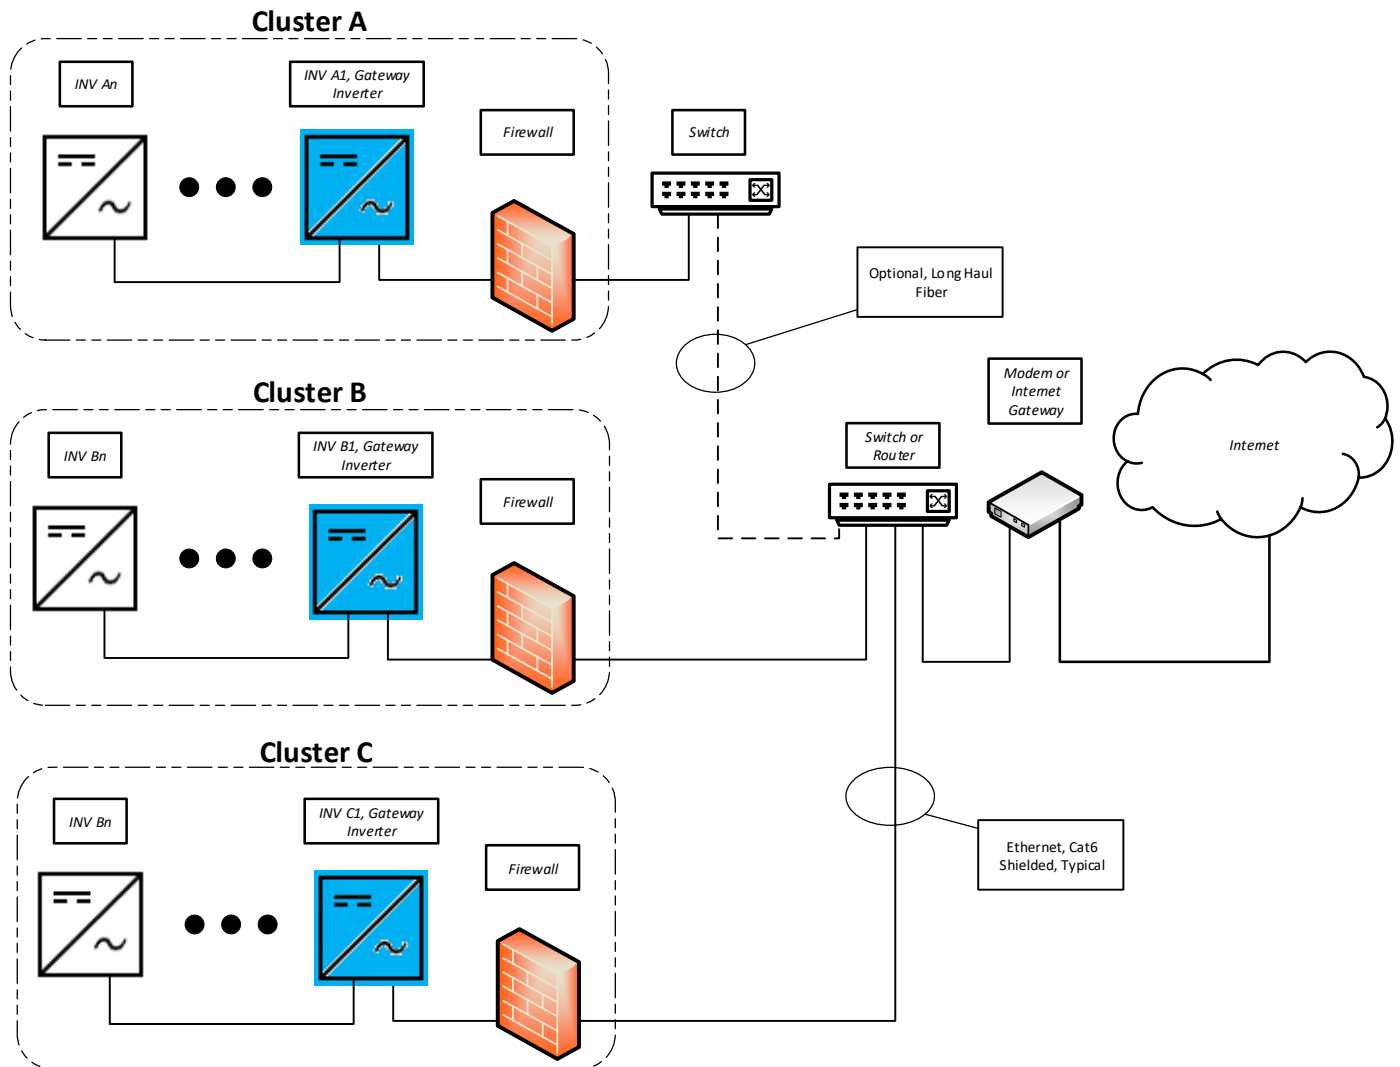 Cluster A
INV An
INV A1, Gateway
Inverter
Firewall
Switch
Optional, Long Haul
Fiber
Cluster B
INV Bn
INV B1, Gateway
Inverter
Firewall
Switch or
Router
Modem or
Internet
Gateway
Internet
Cluster C
INV Bn
INV C1, Gateway
Inverter
Firewall
Ethernet, Cat6
Shielded, Typical